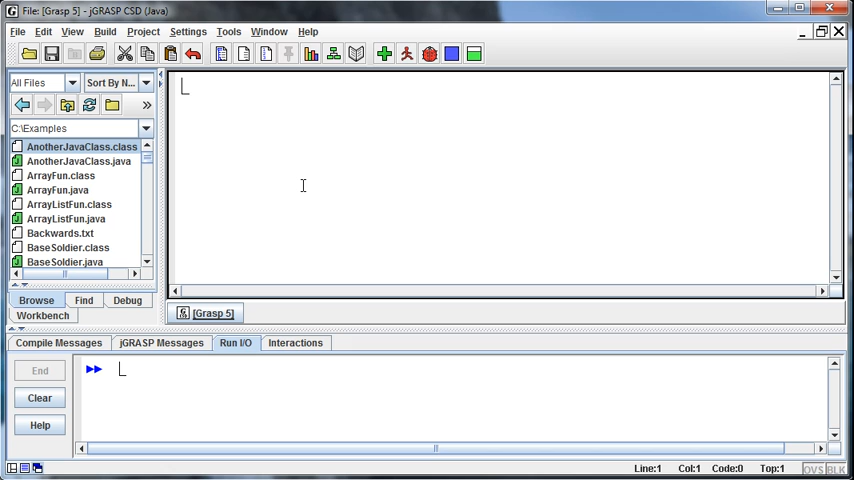 File: [Grasp 5] - jGRASP CSD (Java)
File Edit View Build Project Settings Tools Window Help
All Files Sort By N...
C:\Examples
AnotherJavaClass.class
AnotherJavaClass.java
ArrayFun.class
ArrayFun.java
ArrayListFun.class
ArrayListFun.java
Backwards.txt
BaseSoldier.class
BaseSoldier.java
Browse Find Debug
Workbench
[Grasp 5]
Compile Messages jGRASP Messages Run I/O Interactions
End
Clear
Help
Line:1 Col:1 Code:0 Top:1 OVS BLK